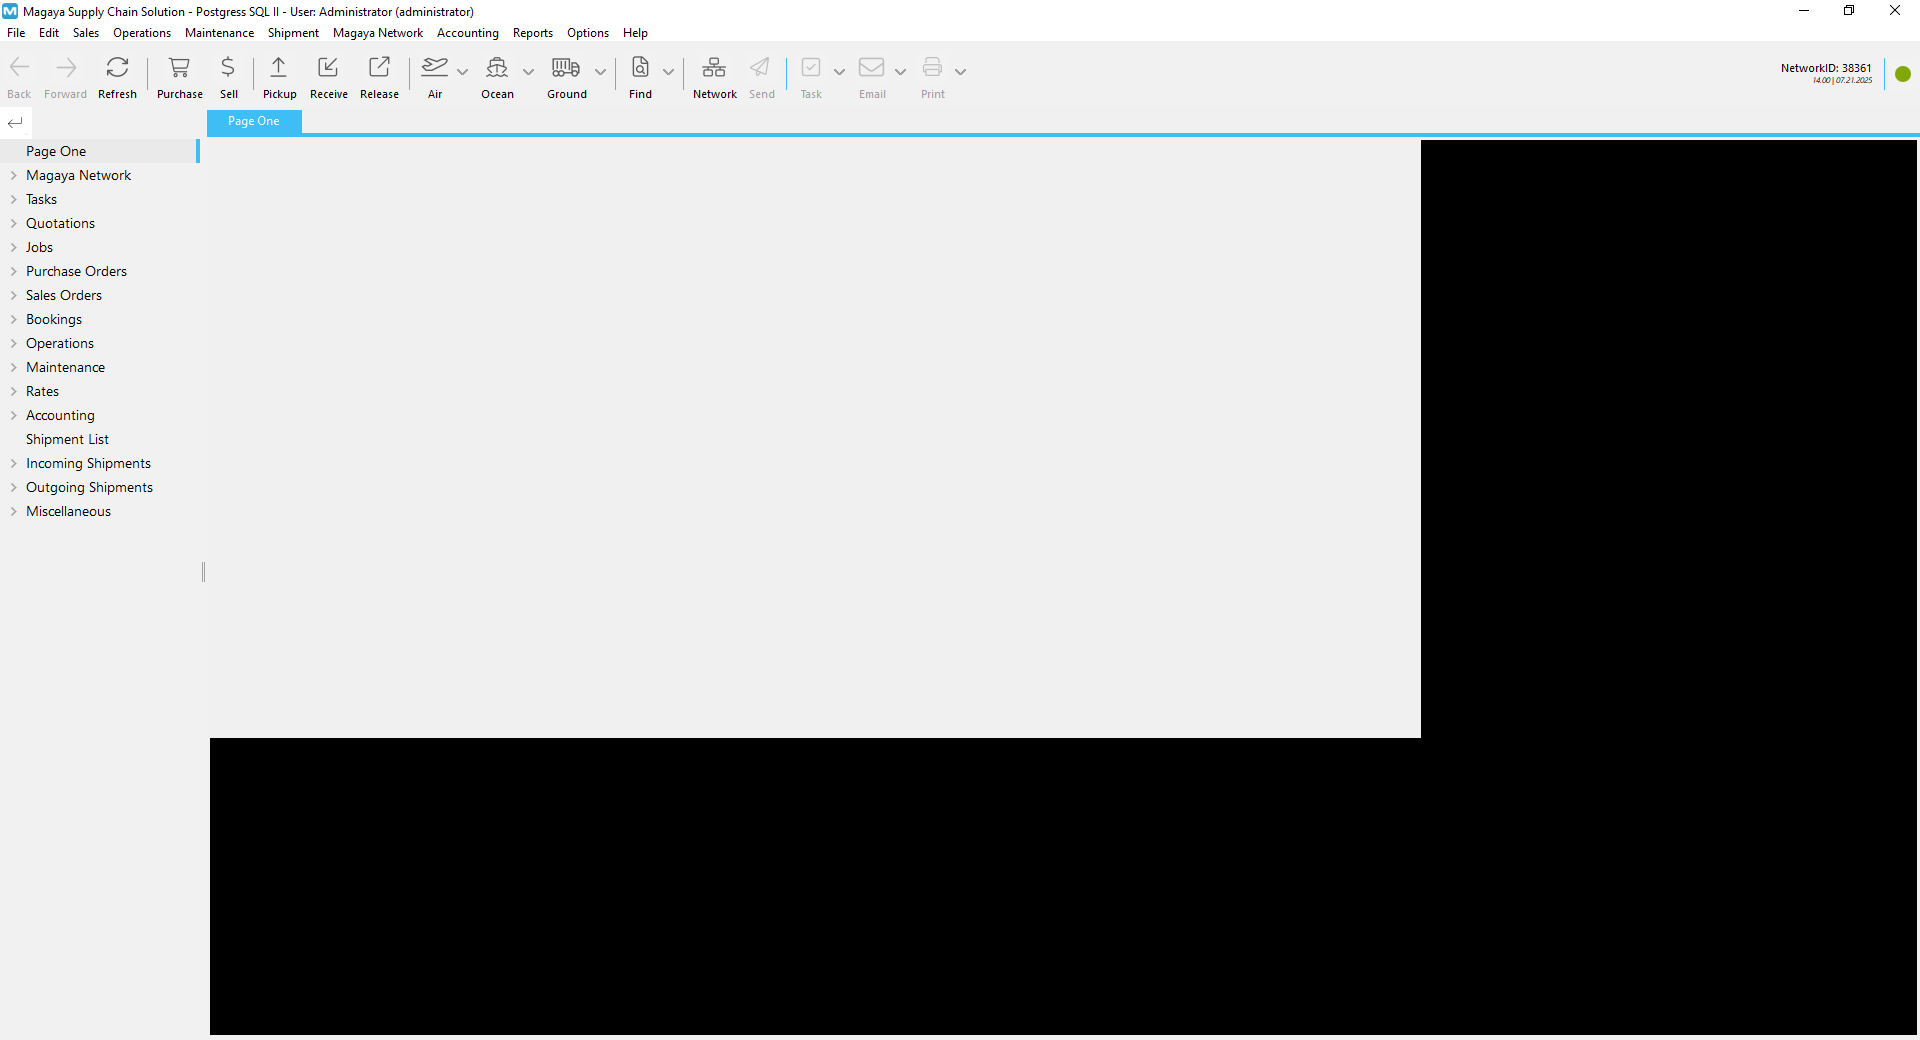 Magaya Supply Chain Solution - Postgress SQL II - User: Administrator (administrator)
File Edit Sales Operations Maintenance Shipment Magaya Network Accounting Reports Options Help
Back Forward Refresh Purchase Sell Pickup Receive Release Air Ocean Ground Find Network Send Task Email Print
NetworkID: 38361
14.00 | 07.21.2025
Page One
Page One
Magaya Network
Tasks
Quotations
Jobs
Purchase Orders
Sales Orders
Bookings
Operations
Maintenance
Rates
Accounting
Shipment List
Incoming Shipments
Outgoing Shipments
Miscellaneous